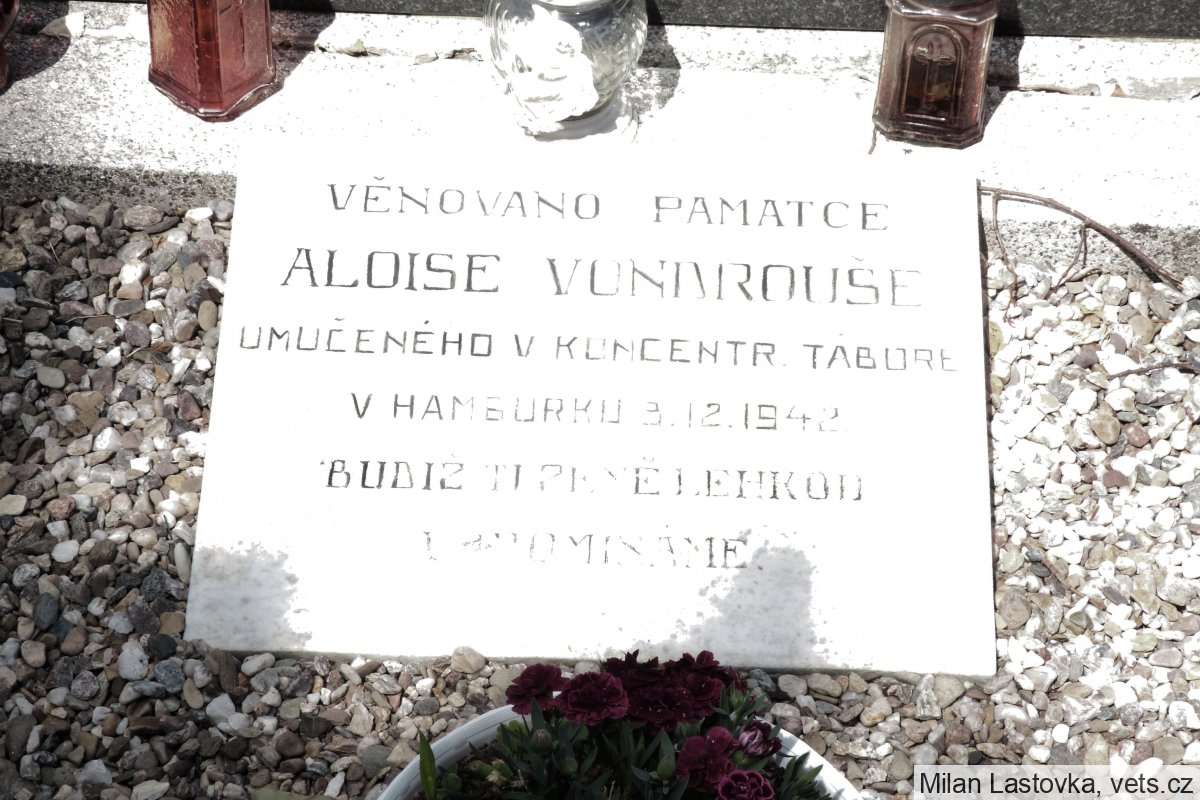 VĚNOVANO PAMATCE
ALOISE VONDROUŠE
UMUČENÉHO V KONCENTR. TÁBOŘE
V HAMBURKU 3.12.1942.
BUDIŽ TI ZEMĚ LEHKOU
VZPOMÍNÁME
Milan Lastovka, vets.cz